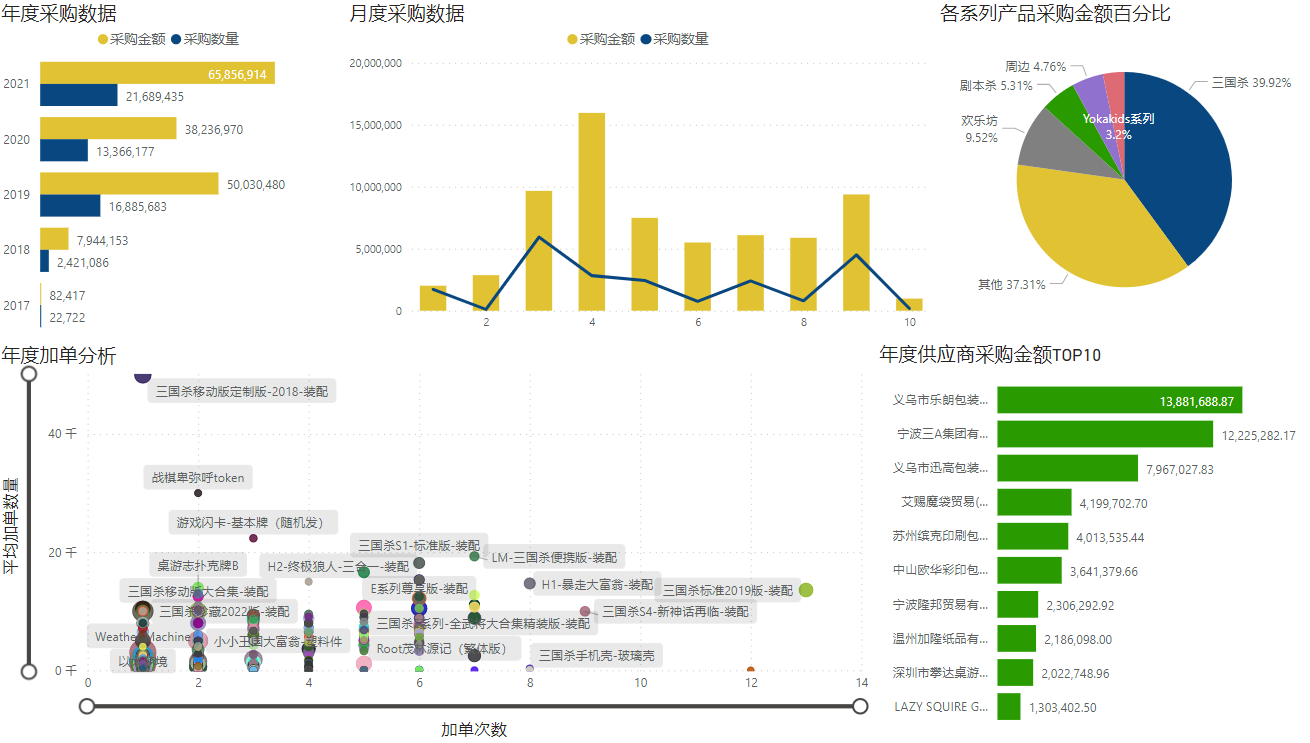 年度采购数据
采购金额 采购数量
2021
65,856,914
21,689,435
2020
38,236,970
13,366,177
2019
50,030,480
16,885,683
2018
7,944,153
2,421,086
2017
82,417
22,722
月度采购数据
采购金额 采购数量
20,000,000
15,000,000
10,000,000
5,000,000
0
2 4 6 8 10
各系列产品采购金额百分比
周边 4.76%
剧本杀 5.31%
欢乐坊
9.52%
三国杀 39.92%
Yokakids系列
3.2%
其他 37.31%
年度加单分析
平均加单数量
40 千
20 千
0 千
三国杀移动版定制版-2018-装配
战棋卑弥呼token
游戏闪卡-基本牌（随机发）
三国杀S1-标准版-装配
LM-三国杀便携版-装配
桌游志扑克牌B
H2-终极狼人-三合一-装配
三国杀移动版大合集-装配
E系列尊享版-装配
H1-暴走大富翁-装配
三国杀标准2019版-装配
2022版-装配
三国杀S4-新神话再临-装配
系列-全武将大合集精装版-装配
Weather Machine
小小王国大富翁-塑料件
Root茂林源记（繁体版）
三国杀手机壳-玻璃壳
0 2 4 6 8 10 12 14
加单次数
年度供应商采购金额TOP10
义乌市乐朗包装... 13,881,688.87
宁波三A集团有... 12,225,282.17
义乌市迅高包装... 7,967,027.83
艾赐魔袋贸易(... 4,199,702.70
苏州缤克印刷包... 4,013,535.44
中山欧华彩印包... 3,641,379.66
宁波隆邦贸易有... 2,306,292.92
温州加隆纸品有... 2,186,098.00
深圳市攀达桌游... 2,022,748.96
LAZY SQUIRE G... 1,303,402.50